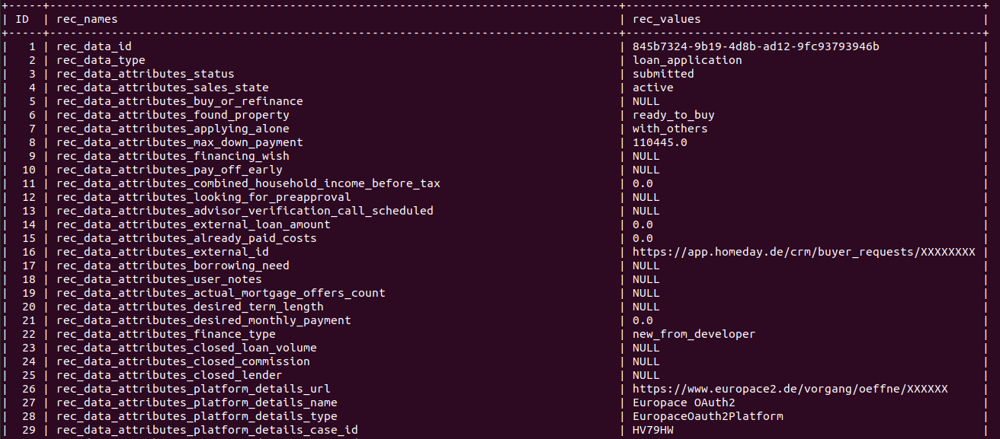 ID rec_names rec_values
1 rec_data_id 845b7324-9b19-4d8b-ad12-9fc93793946b
2 rec_data_type loan_application
3 rec_data_attributes_status submitted
4 rec_data_attributes_sales_state active
5 rec_data_attributes_buy_or_refinance NULL
6 rec_data_attributes_found_property ready_to_buy
7 rec_data_attributes_applying_alone with_others
8 rec_data_attributes_max_down_payment 110445.0
9 rec_data_attributes_financing_wish NULL
10 rec_data_attributes_pay_off_early NULL
11 rec_data_attributes_combined_household_income_before_tax 0.0
12 rec_data_attributes_looking_for_preapproval NULL
13 rec_data_attributes_advisor_verification_call_scheduled NULL
14 rec_data_attributes_external_loan_amount 0.0
15 rec_data_attributes_already_paid_costs 0.0
16 rec_data_attributes_external_id https://app.homeday.de/crm/buyer_requests/XXXXXXXX
17 rec_data_attributes_borrowing_need NULL
18 rec_data_attributes_user_notes NULL
19 rec_data_attributes_actual_mortgage_offers_count NULL
20 rec_data_attributes_desired_term_length NULL
21 rec_data_attributes_desired_monthly_payment 0.0
22 rec_data_attributes_finance_type new_from_developer
23 rec_data_attributes_closed_loan_volume NULL
24 rec_data_attributes_closed_commission NULL
25 rec_data_attributes_closed_lender NULL
26 rec_data_attributes_platform_details_url https://www.europace2.de/vorgang/oeffne/XXXXXX
27 rec_data_attributes_platform_details_name Europace OAuth2
28 rec_data_attributes_platform_details_type EuropaceOauth2Platform
29 rec_data_attributes_platform_details_case_id HV79HW